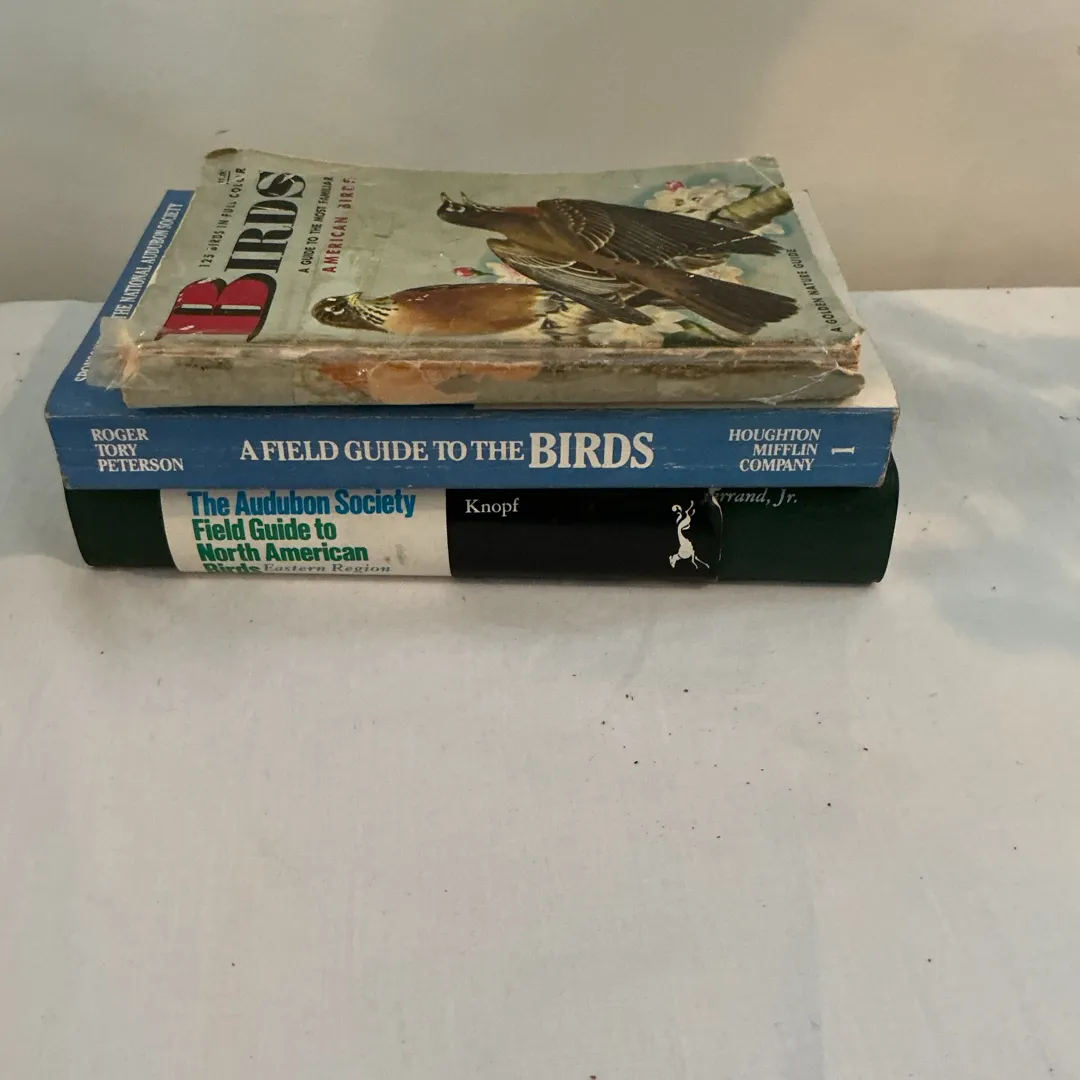 125 BIRDS IN FULL COLOR
BIRDS
A GUIDE TO THE MOST FAMILIAR
AMERICAN BIRDS
A GOLDEN NATURE GUIDE
THE NATIONAL AUDUBON SOCIETY
ROGER
TORY
PETERSON
A FIELD GUIDE TO THE BIRDS
HOUGHTON
MIFFLIN
COMPANY
1
The Audubon Society
Field Guide to
North American
Birds Eastern Region
Knopf
Jr.